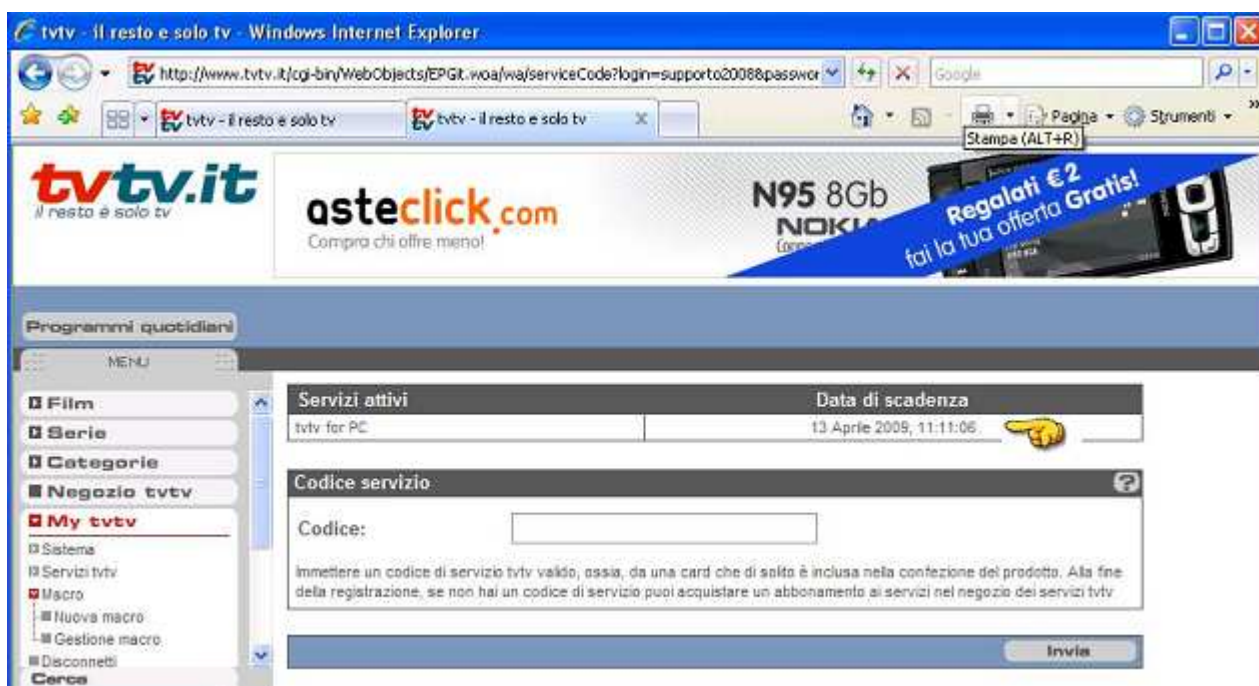 tvtv - il resto e solo tv - Windows Internet Explorer
http://www.tvtv.it/cgi-bin/WebObjects/EPGit.woa/wa/serviceCode?login=supporto2008&passwor
Google
tvtv - il resto e solo tv
tvtv - il resto e solo tv
Pagina
Strumenti
Stampa (ALT+R)
tvtv.it
il resto è solo tv
asteclick.com
Compra chi offre meno!
N95 8Gb
Regalati €2
fai la tua offerta Gratis!
Programmi quotidiani
MENU
Film
Serie
Categorie
Negozio tvtv
My tvtv
Sistema
Servizi tvtv
Macro
Nuova macro
Gestione macro
Disconnetti
Cerca
Servizi attivi
Data di scadenza
tvtv for PC
13 Aprile 2009, 11:11:06
Codice servizio
?
Codice:
Immettere un codice di servizio tvtv valido, ossia, da una card che di solito è inclusa nella confezione del prodotto. Alla fine
della registrazione, se non hai un codice di servizio puoi acquistare un abbonamento ai servizi nel negozio dei servizi tvtv
Invia